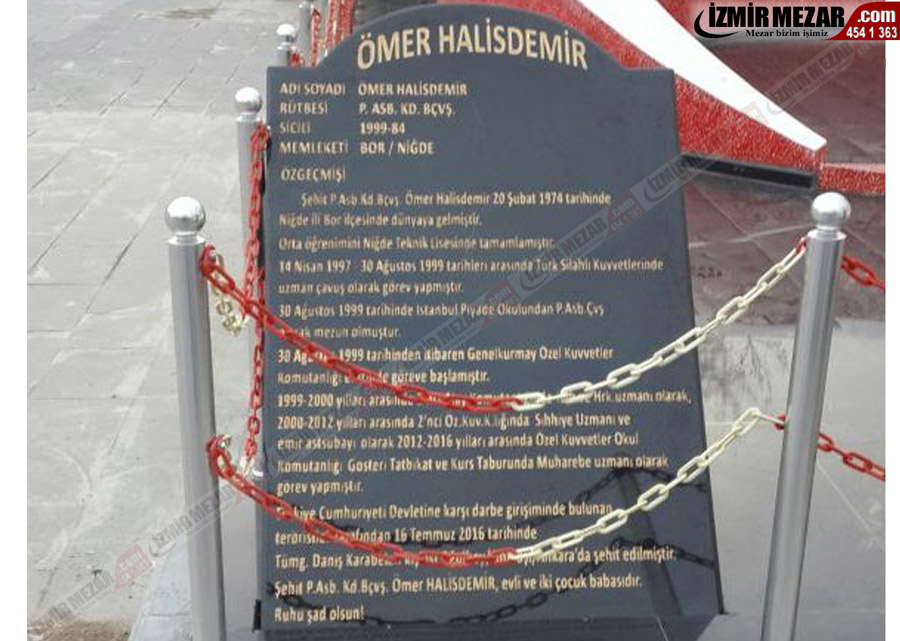 İZMİR MEZAR .com
Mezar bizim işimiz 454 1 363
ÖMER HALİSDEMİR
ADI SOYADI ÖMER HALİSDEMİR
RÜTBESİ P. ASB. KD. BÇVŞ.
SİCİLİ 1999-84
MEMLEKETİ BOR / NİĞDE
ÖZGEÇMİŞİ
Şehit P.Asb.Kd.Bçvş. Ömer Halisdemir 20 Şubat 1974 tarihinde
Niğde ili Bor ilçesinde dünyaya gelmiştir.
Orta öğrenimini Niğde Teknik Lisesinde tamamlamıştır.
14 Nisan 1997 - 30 Ağustos 1999 tarihleri arasında Türk Silahlı Kuvvetlerinde
uzman çavuş olarak görev yapmıştır.
30 Ağustos 1999 tarihinde İstanbul Piyade Okulundan P.Asb.Çvş
mezun olmuştur.
30 Ağustos 1999 tarihinden itibaren Genelkurmay Özel Kuvvetler
Komutanlığı göreve başlamıştır.
1999-2000 yılları arasında Hrk.uzmanı olarak,
2000-2012 yılları arasında 2'nci Öz.Kuv.K.lığında Sıhhiye Uzmanı ve
emir astsubayı olarak 2012-2016 yılları arasında Özel Kuvvetler Okul
Komutanlığı Gösteri Tatbikat ve Kurs Taburunda Muharebe uzmanı olarak
görev yapmıştır.
Cumhuriyeti Devletine karşı darbe girişiminde bulunan
16 Temmuz 2016 tarihinde
Tümg. Daniş Ankara'da şehit edilmiştir.
Şehit P.Asb. Kd.Bçvş. Ömer HALİSDEMİR, evli ve iki çocuk babasıdır.
Ruhu şad olsun!